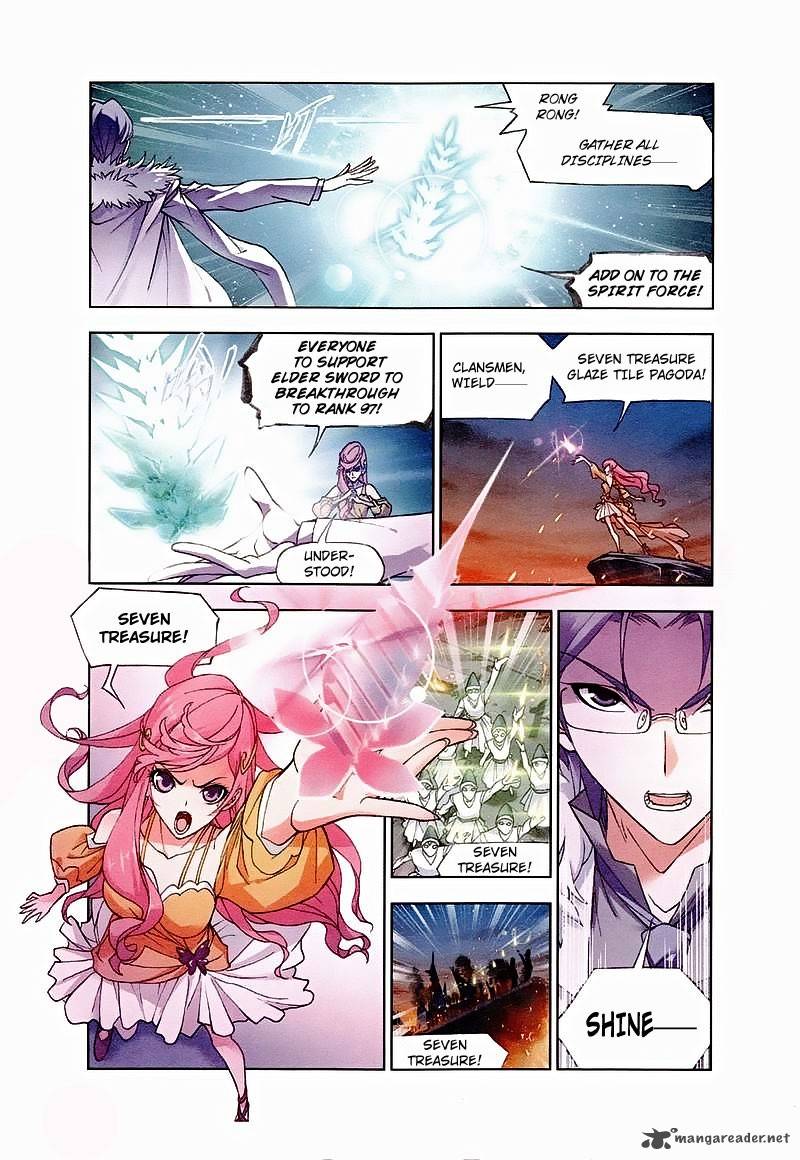 RONG
RONG!
GATHER ALL
DISCIPLINES——
ADD ON TO THE
SPIRIT FORCE!
EVERYONE
TO SUPPORT
ELDER SWORD TO
BREAKTHROUGH
TO RANK 97!
UNDER-
STOOD!
CLANSMEN,
WIELD——
SEVEN TREASURE
GLAZE TILE PAGODA!
SEVEN
TREASURE!
SEVEN
TREASURE!
SEVEN
TREASURE!
SHINE——
mangareader.net